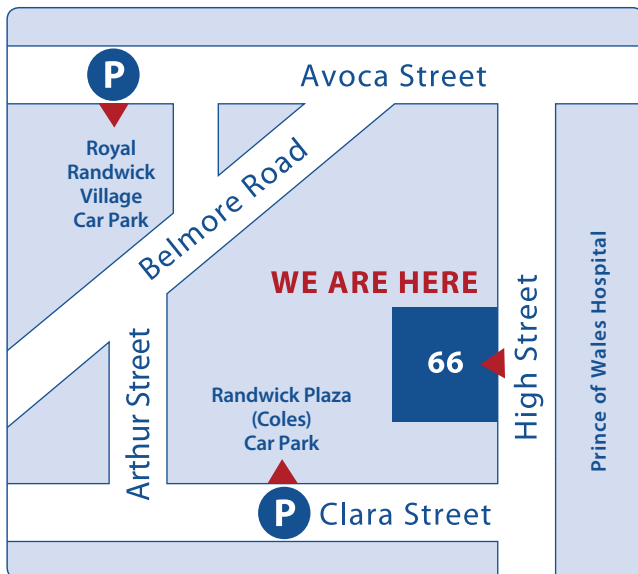 P
Avoca Street
Royal
Randwick
Village
Car Park
Belmore Road
WE ARE HERE
66
High Street
Prince of Wales Hospital
Arthur Street
Randwick Plaza
(Coles)
Car Park
P
Clara Street